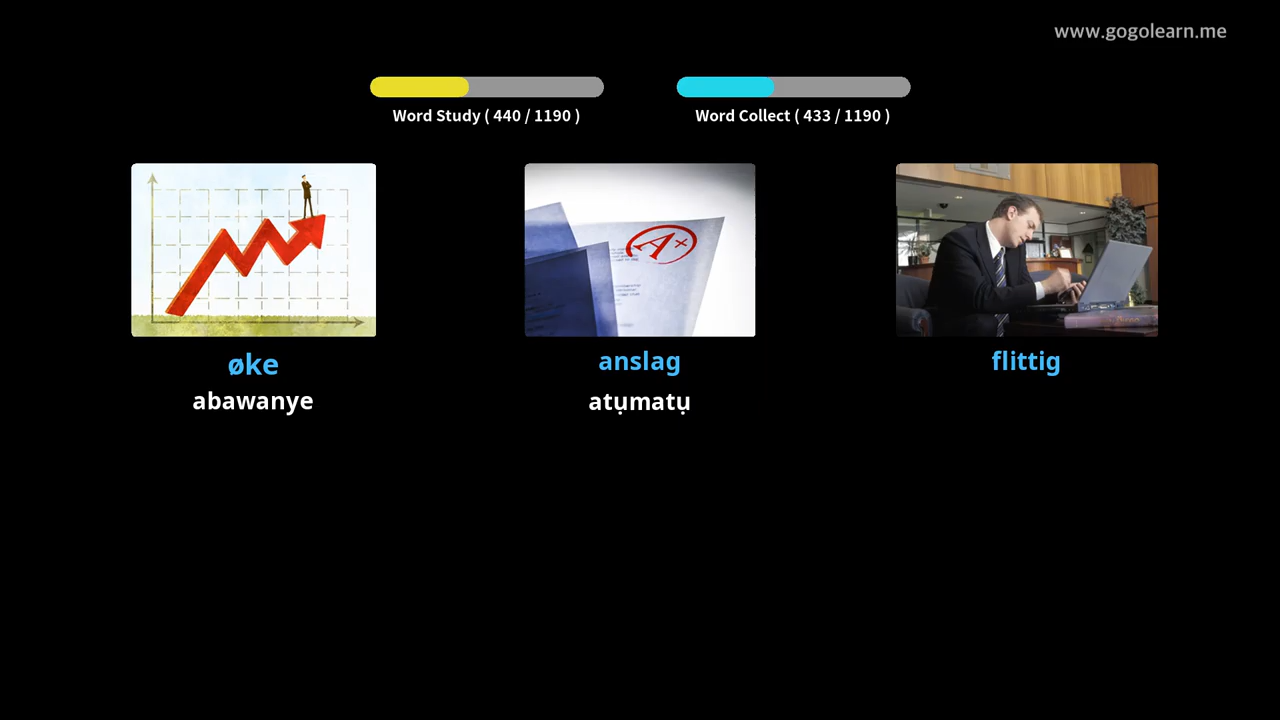 www.gogolearn.me
Word Study ( 440 / 1190 )
Word Collect ( 433 / 1190 )
A+
øke
anslag
flittig
abawanye
atụmatụ